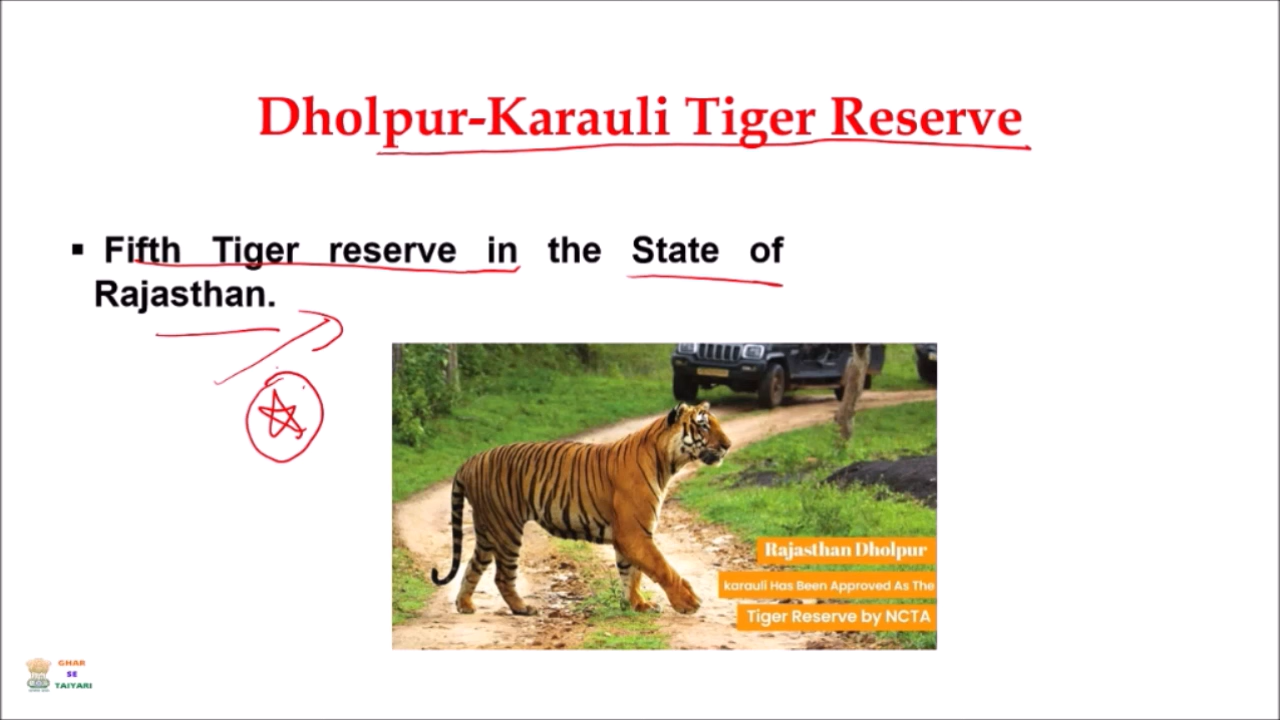 Dholpur-Karauli Tiger Reserve
▪ Fifth Tiger reserve in the State of
Rajasthan.
Rajasthan Dholpur
karauli Has Been Approved As The
Tiger Reserve by NCTA
GHAR
SE
TAIYARI